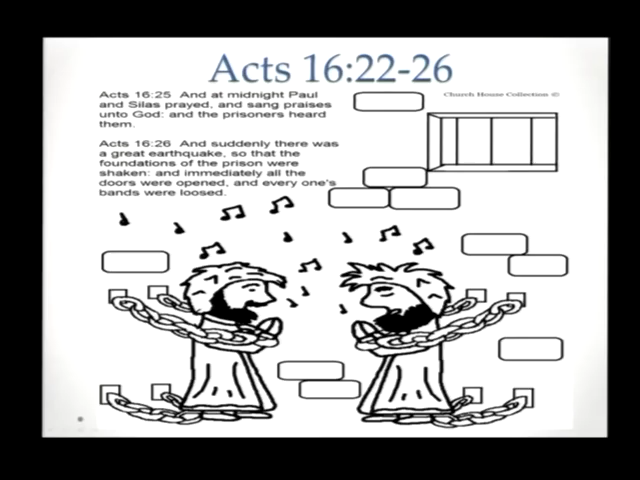 Acts 16:22-26
Church House Collection ©
Acts 16:25 And at midnight Paul
and Silas prayed, and sang praises
unto God: and the prisoners heard
them.
Acts 16:26 And suddenly there was
a great earthquake, so that the
foundations of the prison were
shaken: and immediately all the
doors were opened, and every one's
bands were loosed.